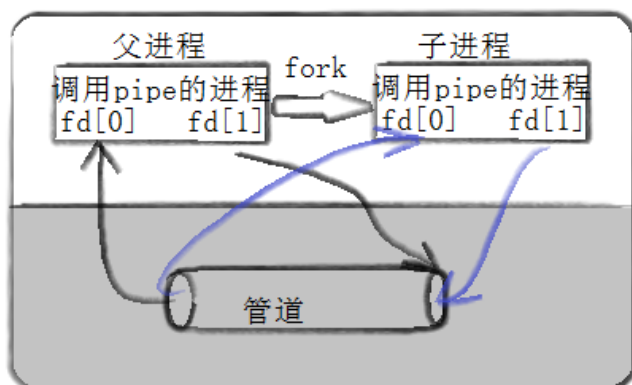 父进程
子进程
fork
调用pipe的进程
fd[0] fd[1]
调用pipe的进程
fd[0] fd[1]
管道